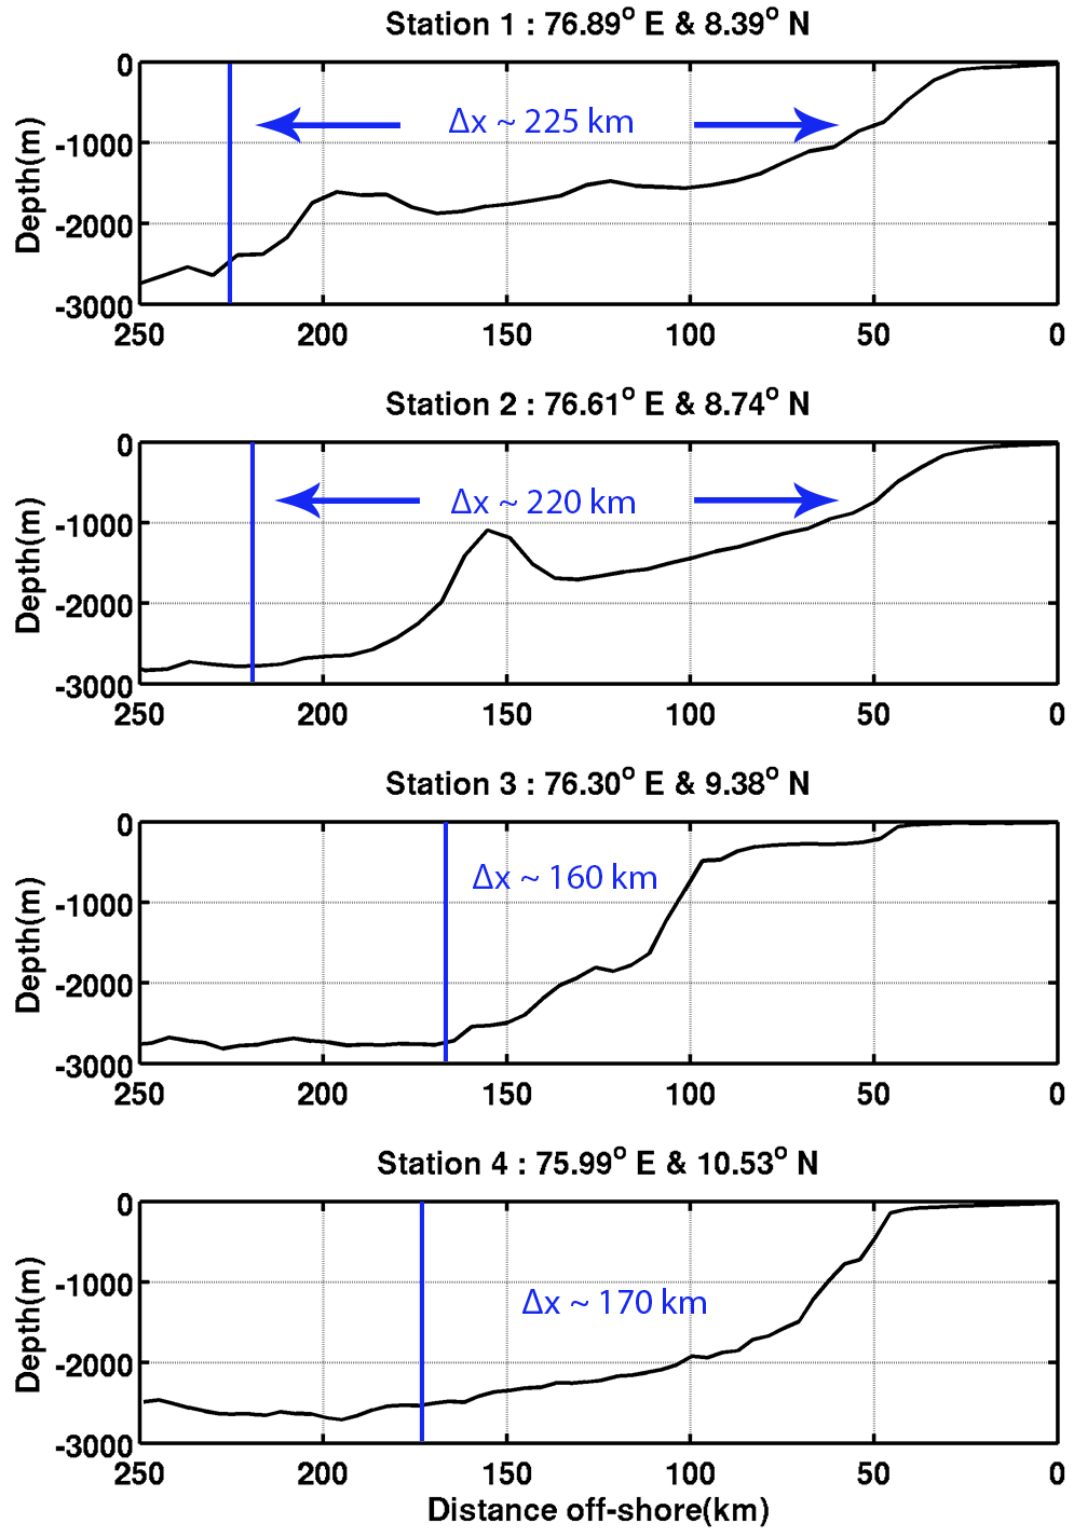 Station 1 : 76.89° E & 8.39° N
0
Δx ~ 225 km
-1000
Depth(m)
-2000
-3000
250 200 150 100 50 0
Station 2 : 76.61° E & 8.74° N
0
Δx ~ 220 km
-1000
Depth(m)
-2000
-3000
250 200 150 100 50 0
Station 3 : 76.30° E & 9.38° N
0
Δx ~ 160 km
-1000
Depth(m)
-2000
-3000
250 200 150 100 50 0
Station 4 : 75.99° E & 10.53° N
0
-1000
Δx ~ 170 km
Depth(m)
-2000
-3000
250 200 150 100 50 0
Distance off-shore(km)